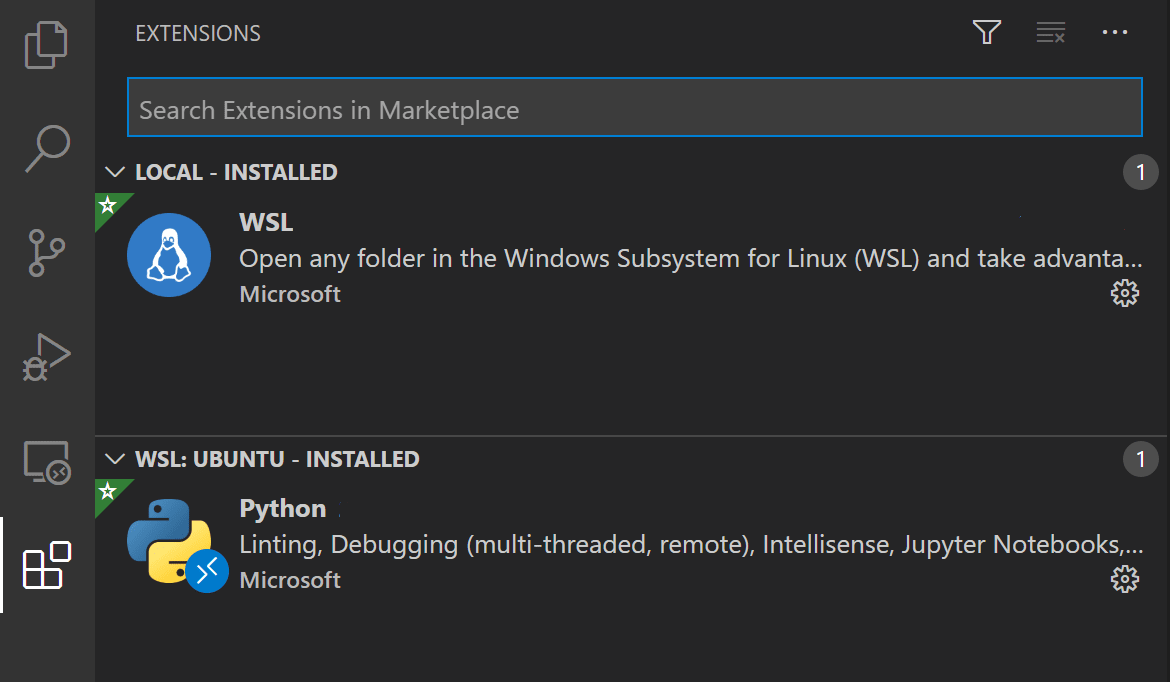 EXTENSIONS
Search Extensions in Marketplace
LOCAL - INSTALLED 1
WSL
Open any folder in the Windows Subsystem for Linux (WSL) and take advanta...
Microsoft
WSL: UBUNTU - INSTALLED 1
Python
Linting, Debugging (multi-threaded, remote), Intellisense, Jupyter Notebooks,...
Microsoft